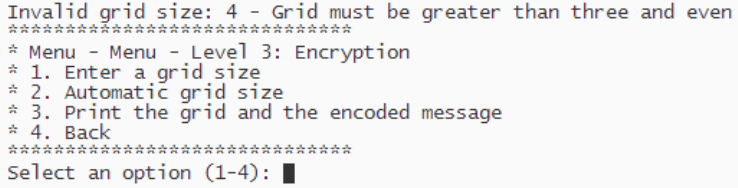 Invalid grid size: 4 - Grid must be greater than three and even
******************************
* Menu - Menu - Level 3: Encryption
* 1. Enter a grid size
* 2. Automatic grid size
* 3. Print the grid and the encoded message
* 4. Back
******************************
Select an option (1-4):